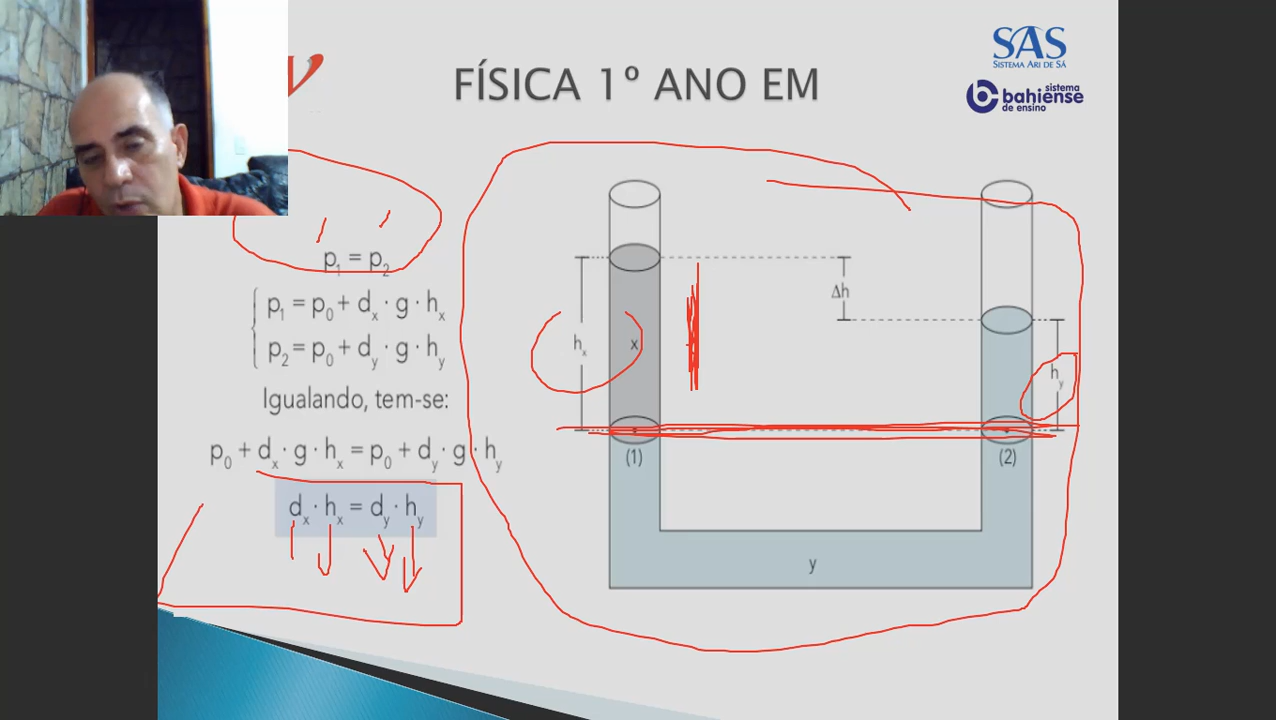 FÍSICA 1º ANO EM
SAS
SISTEMA ARI DE SÁ
sistema
bahiense
de ensino
p₁ = p₂
p₁ = p₀ + dₓ · g · hₓ
p₂ = p₀ + d_y · g · h_y
Igualando, tem-se:
p₀ + dₓ · g · hₓ = p₀ + d_y · g · h_y
dₓ · hₓ = d_y · h_y
Δh
hₓ
x
h_y
(1)
(2)
y